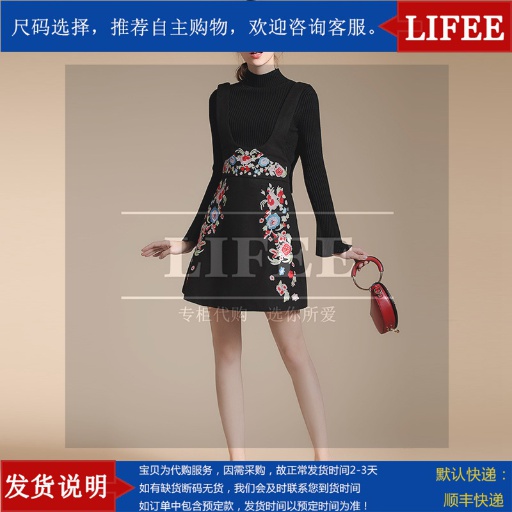 尺码选择，推荐自主购物，欢迎咨询客服。
LIFEE
LIFEE
专柜代购 选你所爱
发货说明
宝贝为代购服务，因需采购，故正常发货时间2-3天
如有缺货断码无货，我们会及时联系您到货时间
如订单中包含预定款，发货时间以预定时间为准！
默认快递：
顺丰快递